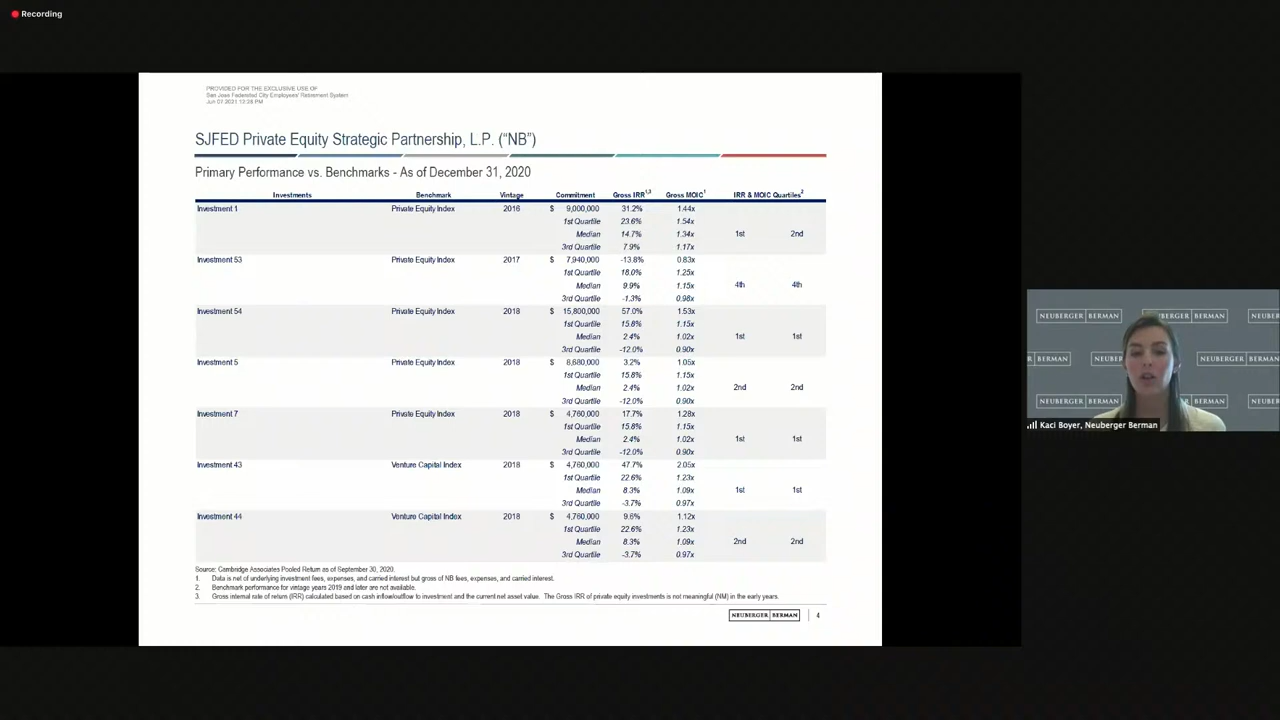 Recording
PROVIDED FOR THE EXCLUSIVE USE OF
San Jose Federated City Employees' Retirement System
Jun 07 2021 12:28 PM
SJFED Private Equity Strategic Partnership, L.P. ("NB")
Primary Performance vs. Benchmarks - As of December 31, 2020
Investments Benchmark Vintage Commitment Gross IRR1,3 Gross MOIC1 IRR & MOIC Quartiles2
Investment 1 Private Equity Index 2016 $ 9,000,000 31.2% 1.44x
1st Quartile 23.6% 1.54x
Median 14.7% 1.34x 1st 2nd
3rd Quartile 7.9% 1.17x
Investment 53 Private Equity Index 2017 $ 7,940,000 -13.8% 0.83x
1st Quartile 18.0% 1.25x
Median 9.9% 1.15x 4th 4th
3rd Quartile -1.3% 0.98x
Investment 54 Private Equity Index 2018 $ 15,800,000 57.0% 1.53x
1st Quartile 15.8% 1.15x
Median 2.4% 1.02x 1st 1st
3rd Quartile -12.0% 0.90x
Investment 5 Private Equity Index 2018 $ 8,680,000 3.2% 1.05x
1st Quartile 15.8% 1.15x
Median 2.4% 1.02x 2nd 2nd
3rd Quartile -12.0% 0.90x
Investment 7 Private Equity Index 2018 $ 4,760,000 17.7% 1.28x
1st Quartile 15.8% 1.15x
Median 2.4% 1.02x 1st 1st
3rd Quartile -12.0% 0.90x
Investment 43 Venture Capital Index 2018 $ 4,760,000 47.7% 2.05x
1st Quartile 22.6% 1.23x
Median 8.3% 1.09x 1st 1st
3rd Quartile -3.7% 0.97x
Investment 44 Venture Capital Index 2018 $ 4,760,000 9.6% 1.12x
1st Quartile 22.6% 1.23x
Median 8.3% 1.09x 2nd 2nd
3rd Quartile -3.7% 0.97x
Source: Cambridge Associates Pooled Return as of September 30, 2020.
1. Data is net of underlying investment fees, expenses, and carried interest but gross of NB fees, expenses, and carried interest.
2. Benchmark performance for vintage years 2019 and later are not available.
3. Gross internal rate of return (IRR) calculated based on cash inflow/outflow to investment and the current net asset value. The Gross IRR of private equity investments is not meaningful (NM) in the early years.
NEUBERGER BERMAN 4
NEUBERGER BERMAN NEUBERGER BERMAN NEUBE
R BERMAN NEUBE NEUBERGER BERMAN
NEUBERGER BERMAN NEUBERGER BERMAN NEUBE
Kaci Boyer, Neuberger Berman